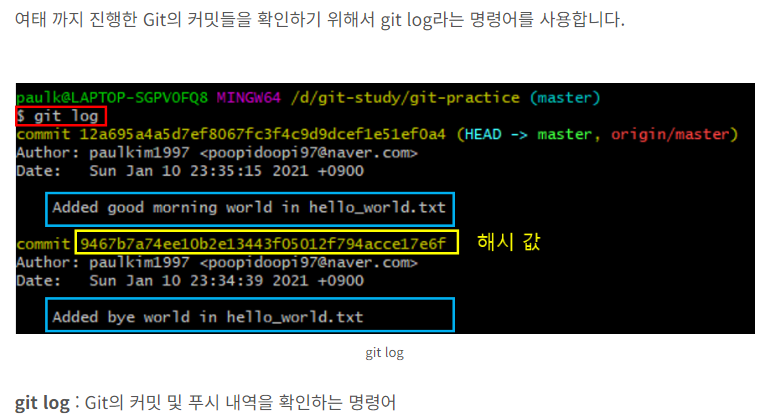 여태 까지 진행한 Git의 커밋들을 확인하기 위해서 git log라는 명령어를 사용합니다.
paulk@LAPTOP-SGPV0FQ8 MINGW64 /d/git-study/git-practice (master)
$ git log
commit 12a695a4a5d7ef8067fc3f4c9d9dcef1e51ef0a4 (HEAD -> master, origin/master)
Author: paulkim1997 <poopidoopi97@naver.com>
Date:   Sun Jan 10 23:35:15 2021 +0900
Added good morning world in hello_world.txt
commit 9467b7a74ee10b2e13443f05012f794acce17e6f 해시 값
Author: paulkim1997 <poopidoopi97@naver.com>
Date:   Sun Jan 10 23:34:39 2021 +0900
Added bye world in hello_world.txt
git log
git log : Git의 커밋 및 푸시 내역을 확인하는 명령어